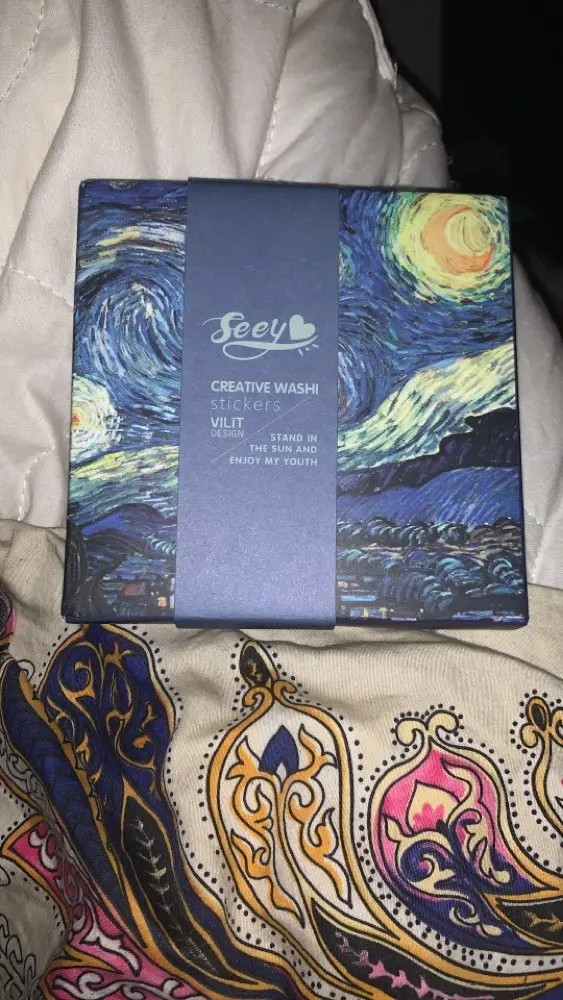 Seey
CREATIVE WASHI
stickers
VILIT
DESIGN
STAND IN
THE SUN AND
ENJOY MY YOUTH